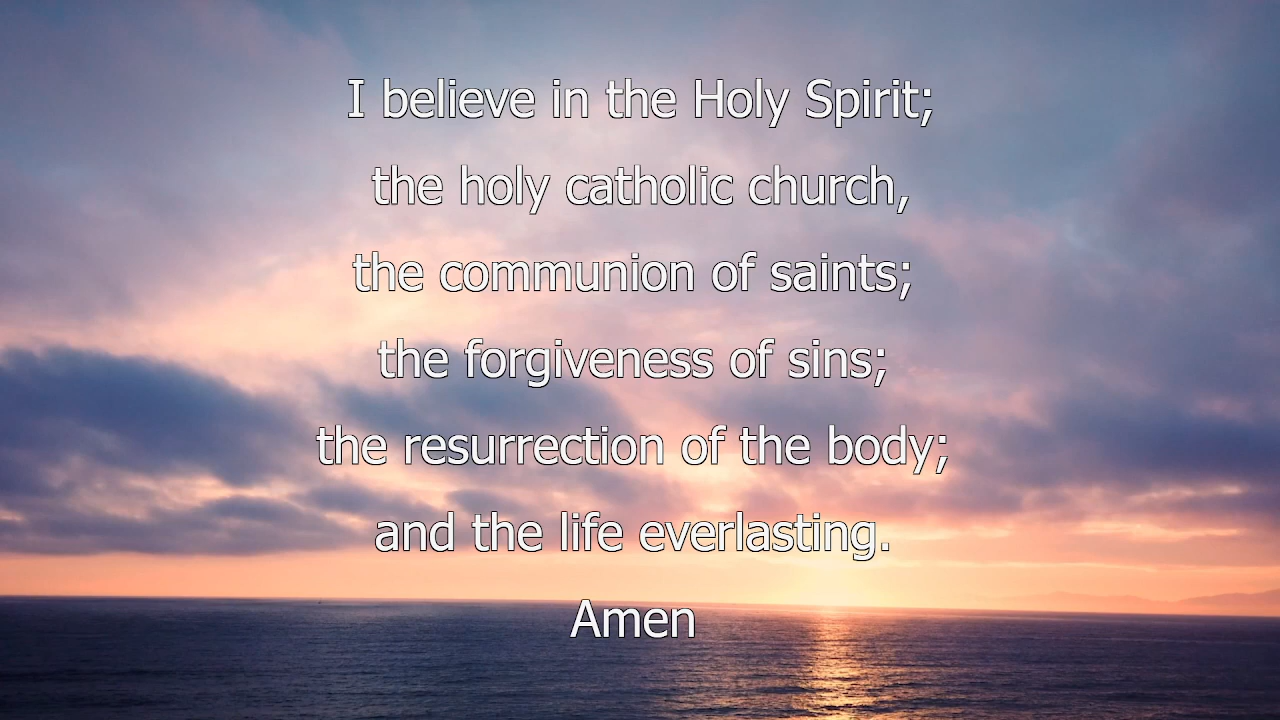 I believe in the Holy Spirit;
the holy catholic church,
the communion of saints;
the forgiveness of sins;
the resurrection of the body;
and the life everlasting.
Amen